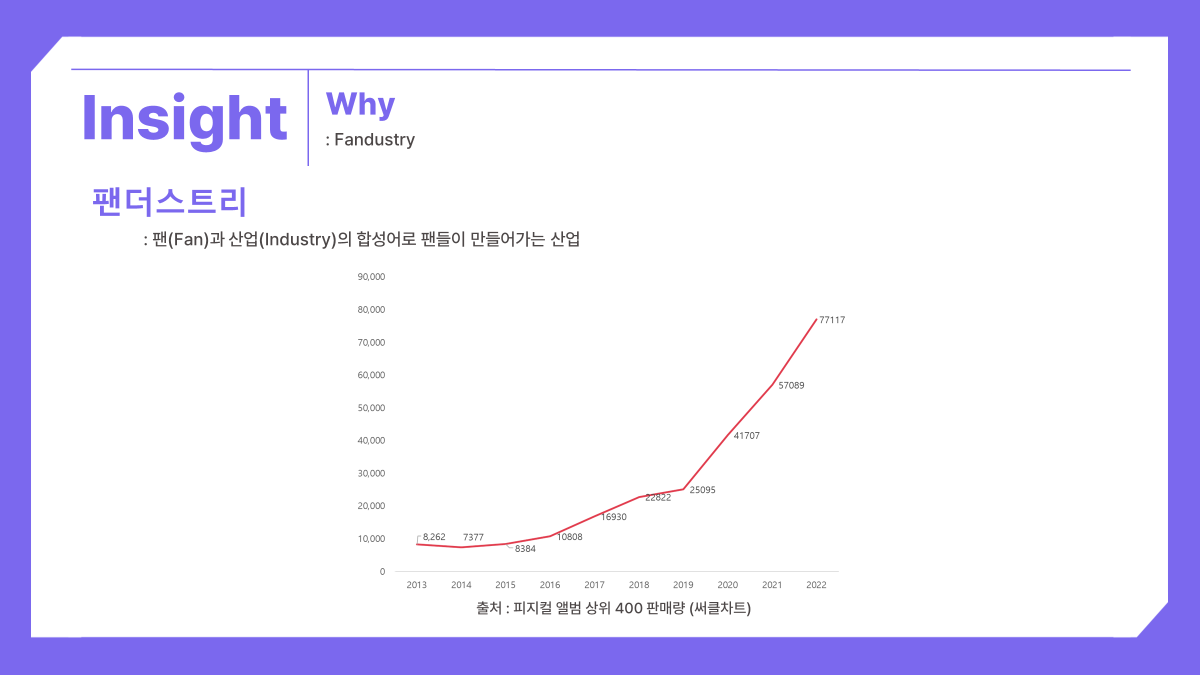 Insight
Why
: Fandustry
팬더스트리
: 팬(Fan)과 산업(Industry)의 합성어로 팬들이 만들어가는 산업
90,000
80,000
70,000
60,000
50,000
40,000
30,000
20,000
10,000
0
8,262
7377
8384
10808
16930
22822
25095
41707
57089
77117
2013 2014 2015 2016 2017 2018 2019 2020 2021 2022
출처 : 피지컬 앨범 상위 400 판매량 (써클차트)